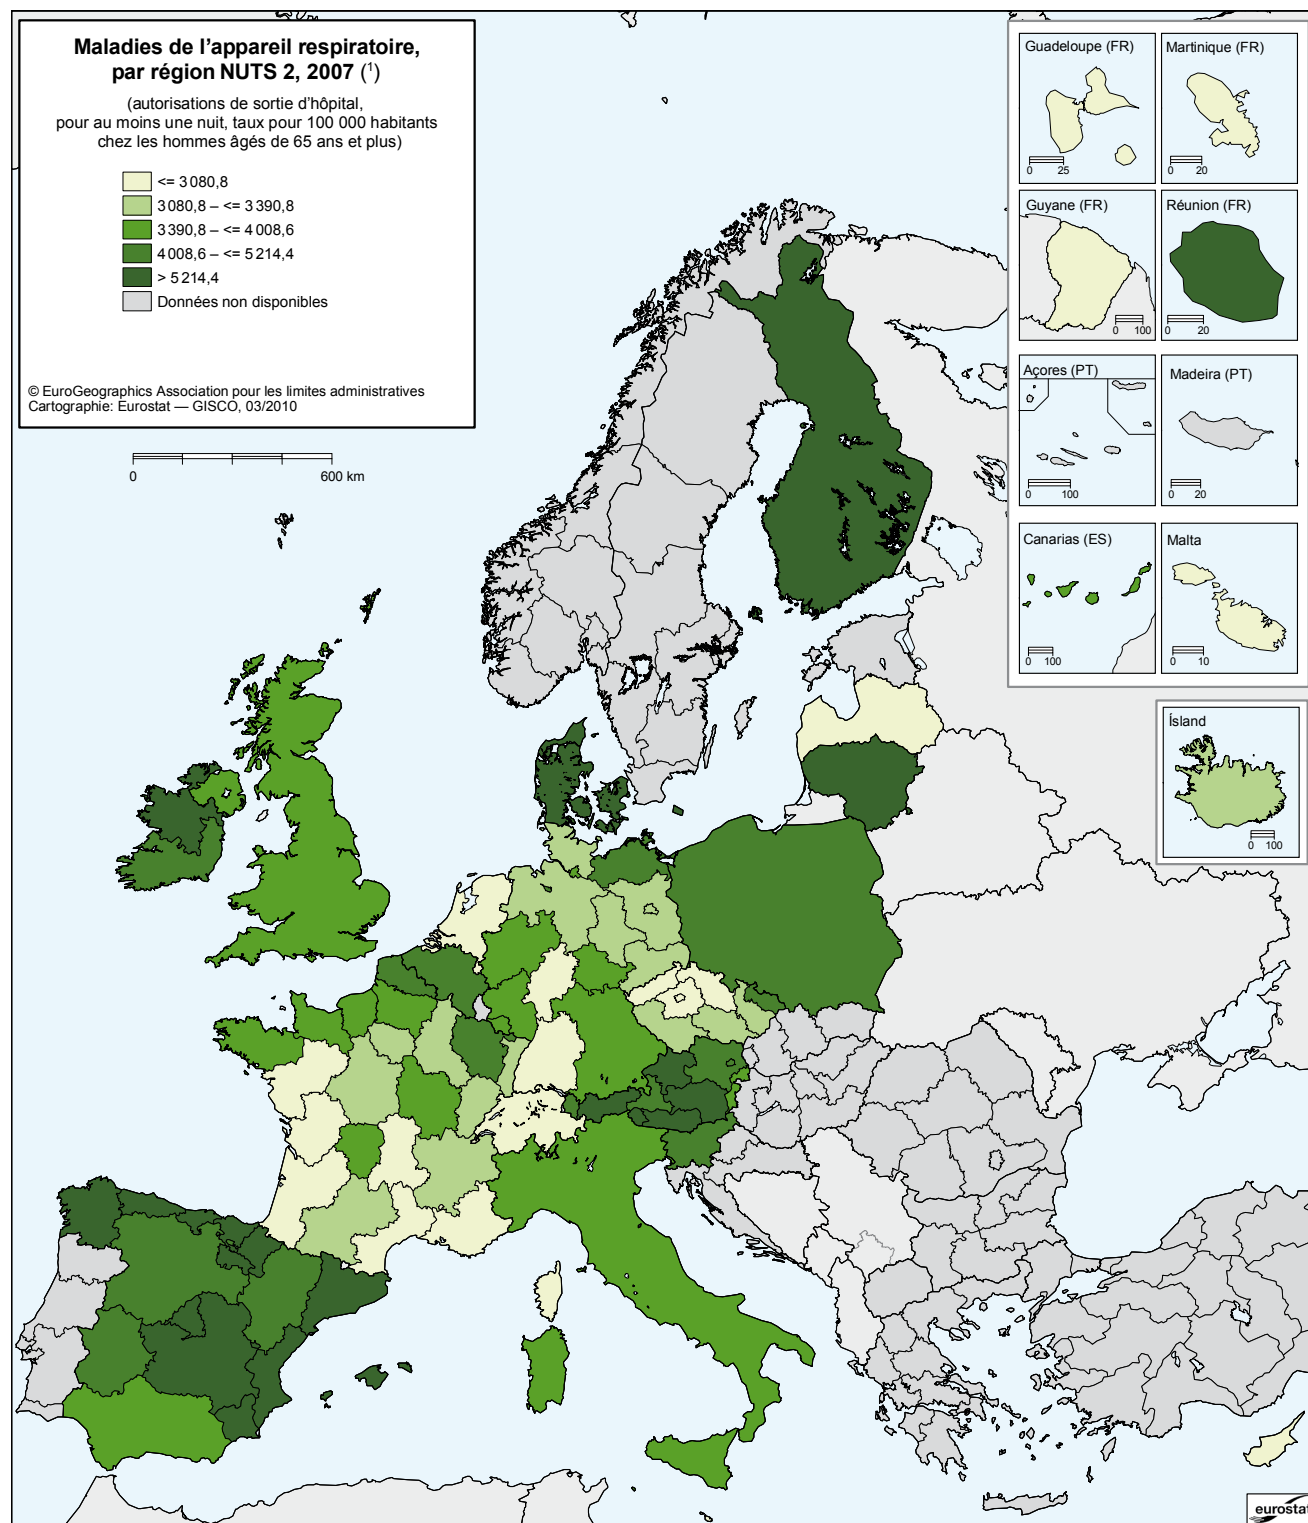 Maladies de l’appareil respiratoire,
par région NUTS 2, 2007 (¹)
(autorisations de sortie d’hôpital,
pour au moins une nuit, taux pour 100 000 habitants
chez les hommes âgés de 65 ans et plus)
<= 3 080,8
3 080,8 – <= 3 390,8
3 390,8 – <= 4 008,6
4 008,6 – <= 5 214,4
> 5 214,4
Données non disponibles
© EuroGeographics Association pour les limites administratives
Cartographie: Eurostat — GISCO, 03/2010
0 600 km
Guadeloupe (FR)
0 25
Martinique (FR)
0 20
Guyane (FR)
0 100
Réunion (FR)
0 20
Açores (PT)
0 100
Madeira (PT)
0 20
Canarias (ES)
0 100
Malta
0 10
Ísland
0 100
eurostat